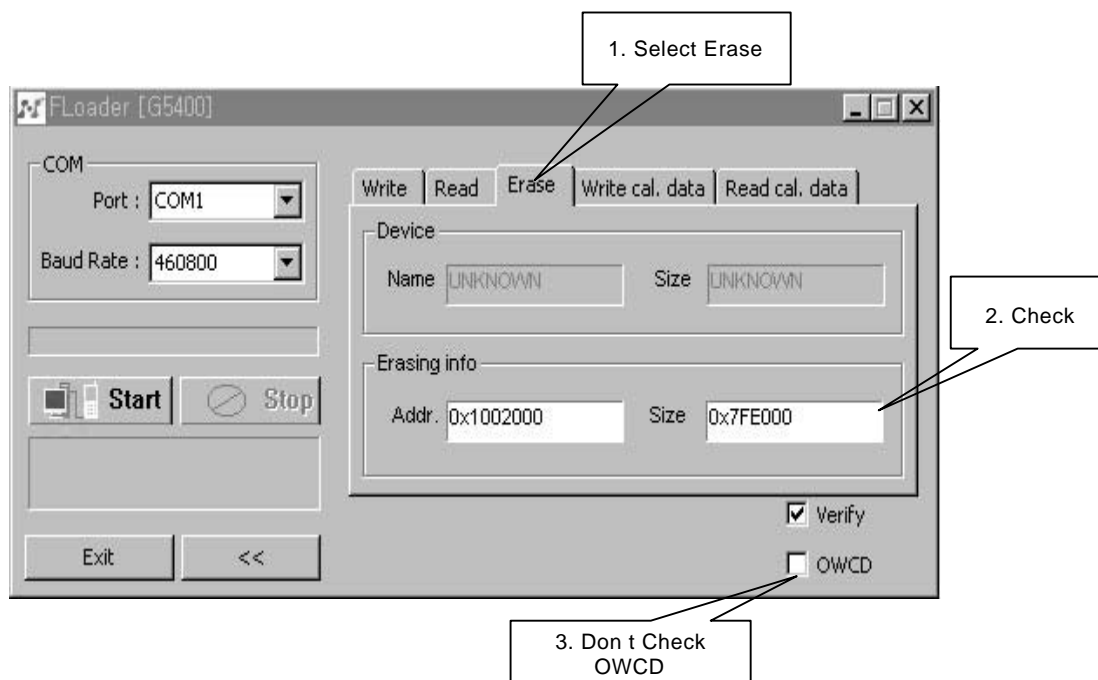 1. Select Erase
FLoader [G5400]
COM
Port : COM1
Baud Rate : 460800
Write Read Erase Write cal. data Read cal. data
Device
Name UNKNOWN Size UNKNOWN
2. Check
Erasing info
Addr. 0x1002000 Size 0x7FE000
Start Stop
Verify
Exit <<
OWCD
3. Don t Check
OWCD